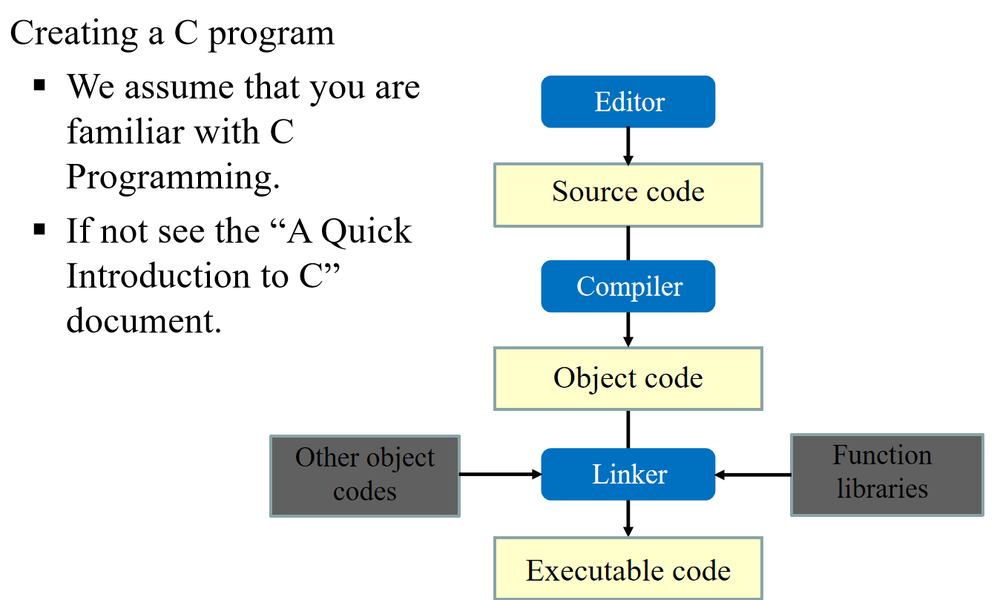 Creating a C program
▪ We assume that you are
familiar with C
Programming.
▪ If not see the “A Quick
Introduction to C”
document.
Editor
Source code
Compiler
Object code
Other object
codes
Linker
Function
libraries
Executable code